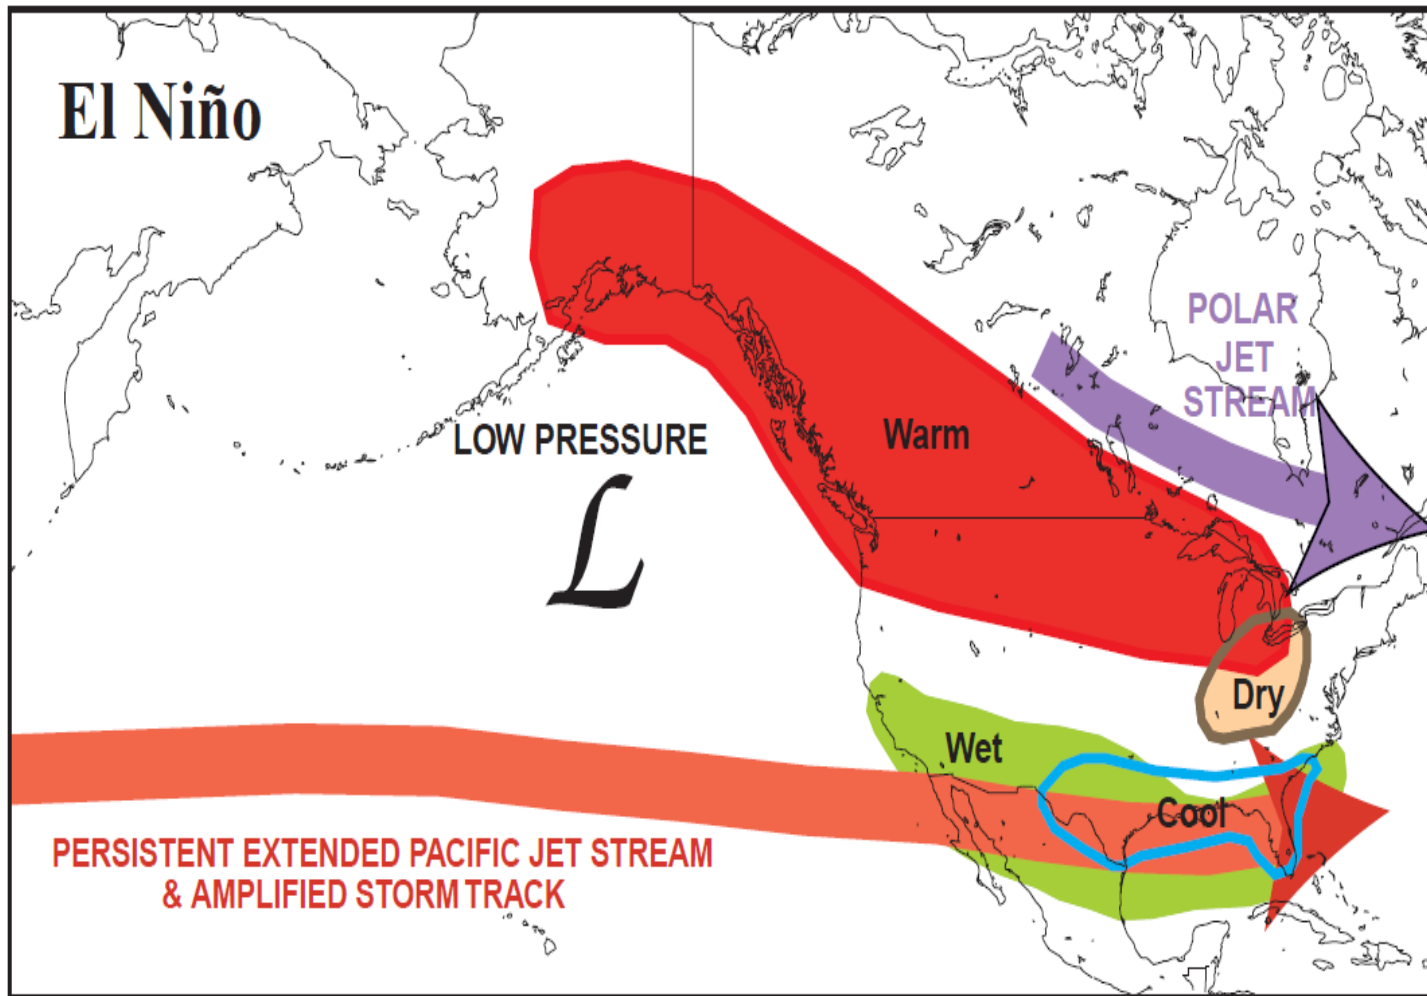 El Niño
POLAR
JET
STREAM
Warm
LOW PRESSURE
L
Dry
Wet
Cool
PERSISTENT EXTENDED PACIFIC JET STREAM
& AMPLIFIED STORM TRACK